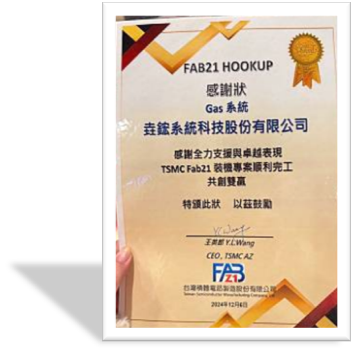 FAB21 HOOKUP
感謝狀
Gas 系統
垚鋐系統科技股份有限公司
感謝全力支援與卓越表現
TSMC Fab21 裝機專案順利完工
共創雙贏
特頒此狀 以茲鼓勵
Y.L.Wang
CEO, TSMC AZ
FAB
21
台灣積體電路製造股份有限公司
Taiwan Semiconductor Manufacturing Company, Ltd.
2024年12月6日